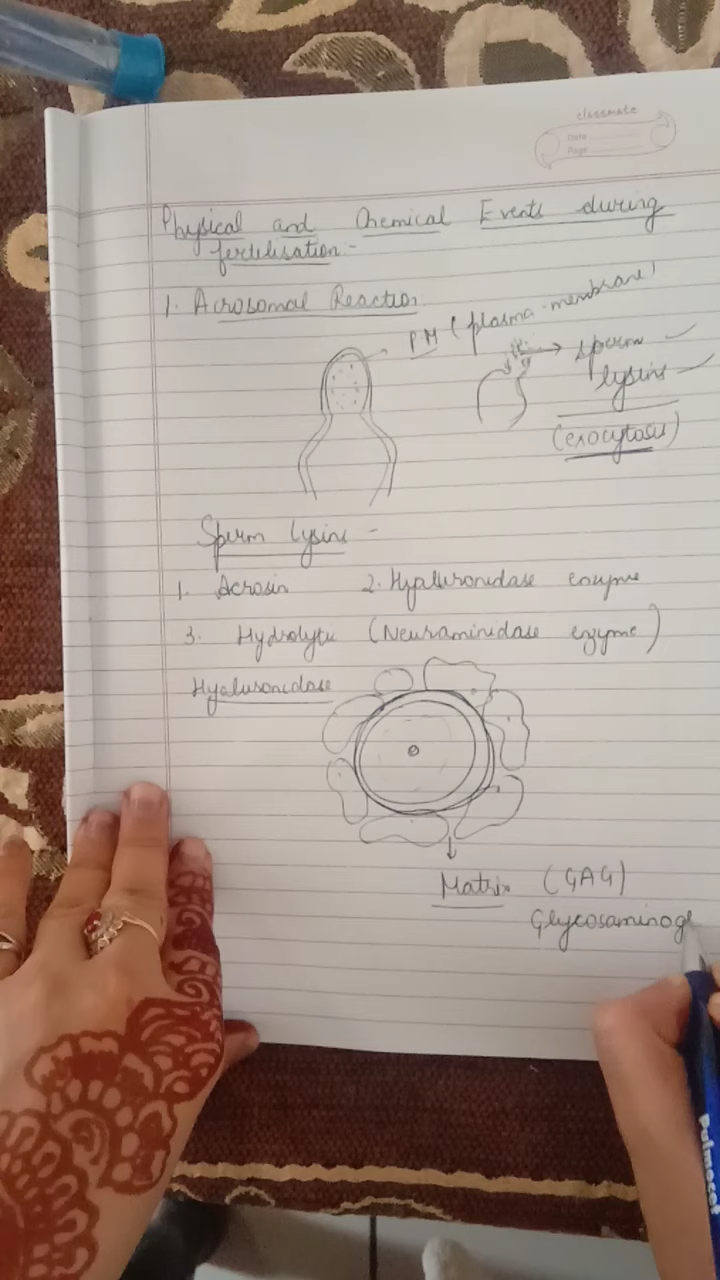 classmate
Date
Page
Physical and Chemical Events during
fertilisation -
1. Acrosomal Reaction
PM (plasma-membrane)
sperm
lysins
(exocytosis)
Sperm lysins -
1. Acrosin 2. Hyaluronidase enzyme
3. Hydrolytic (Neuraminidase enzyme)
Hyaluronidase
Matrix (GAG)
Glycosaminogl